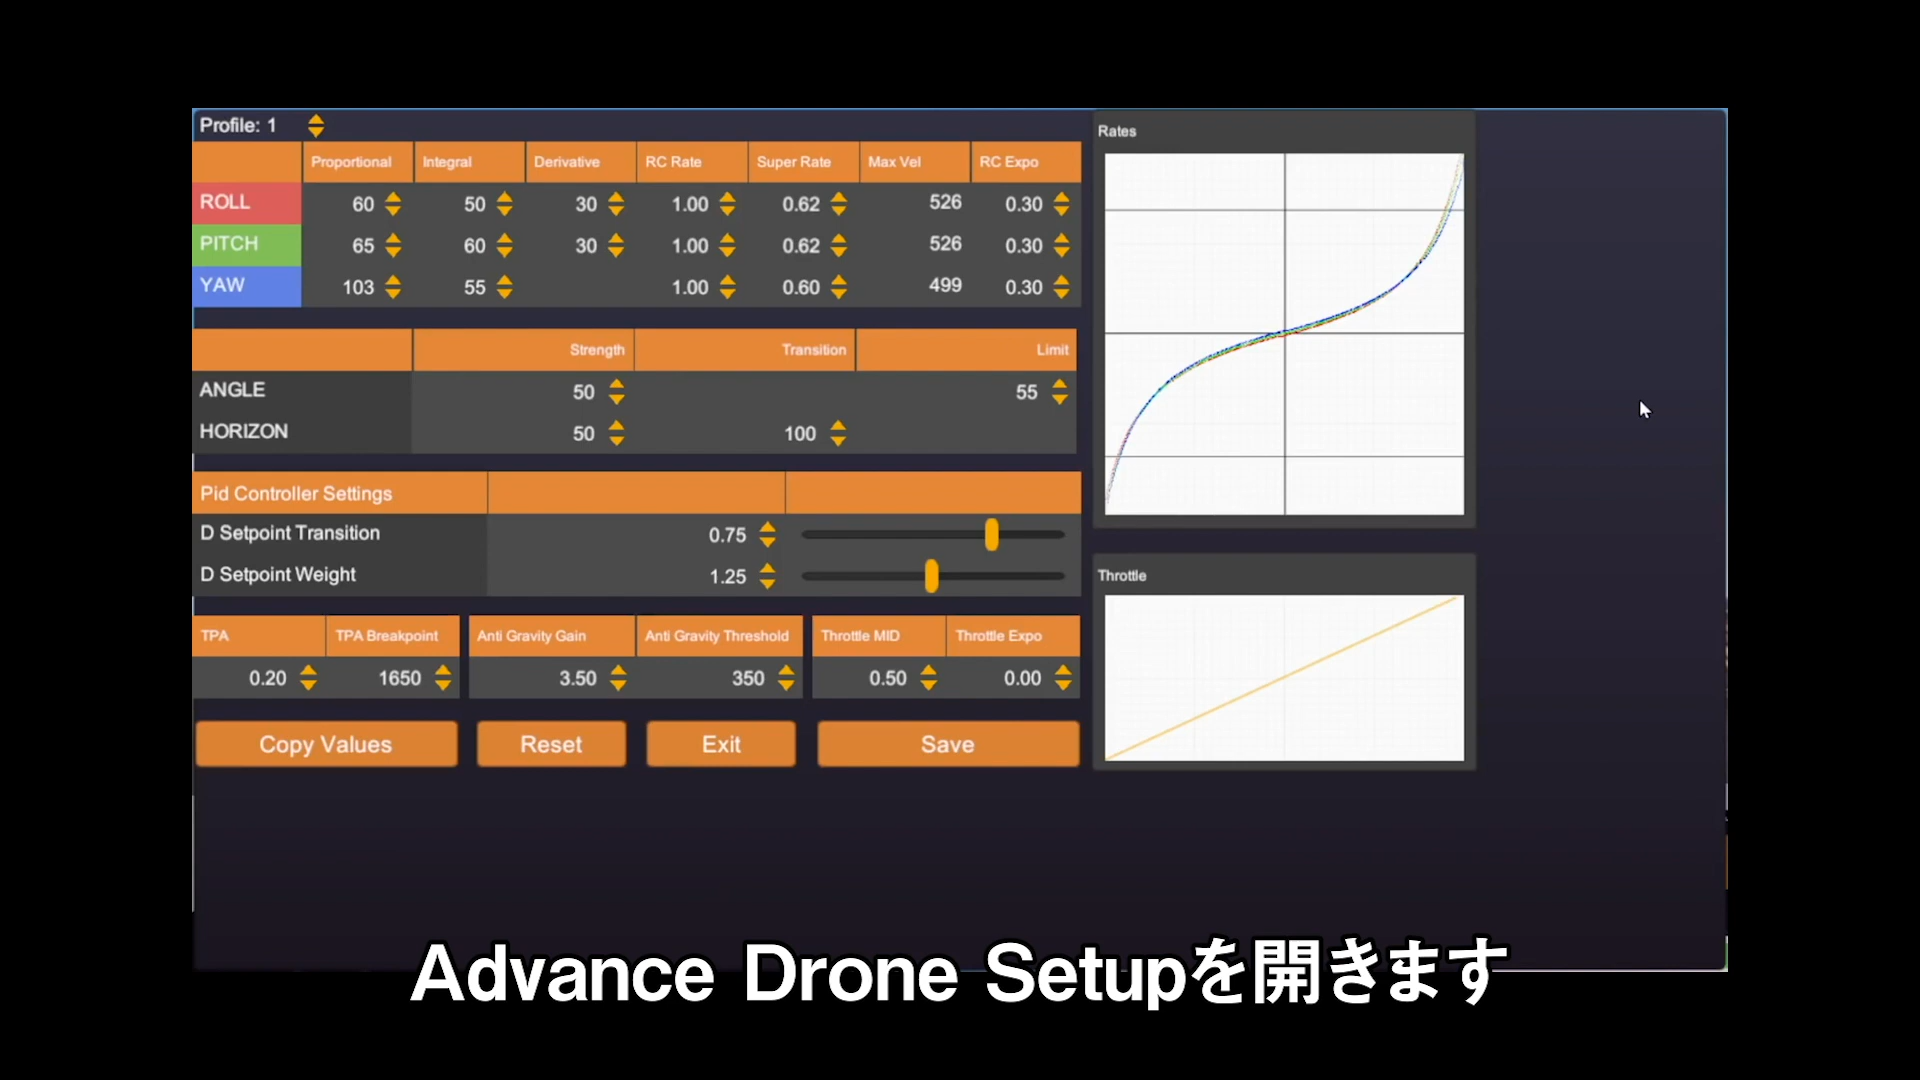 Profile: 1
Proportional Integral Derivative RC Rate Super Rate Max Vel RC Expo
ROLL 60 50 30 1.00 0.62 526 0.30
PITCH 65 60 30 1.00 0.62 526 0.30
YAW 103 55 1.00 0.60 499 0.30
Strength Transition Limit
ANGLE 50 55
HORIZON 50 100
Pid Controller Settings
D Setpoint Transition 0.75
D Setpoint Weight 1.25
TPA TPA Breakpoint Anti Gravity Gain Anti Gravity Threshold Throttle MID Throttle Expo
0.20 1650 3.50 350 0.50 0.00
Copy Values Reset Exit Save
Rates
Throttle
Advance Drone Setupを開きます